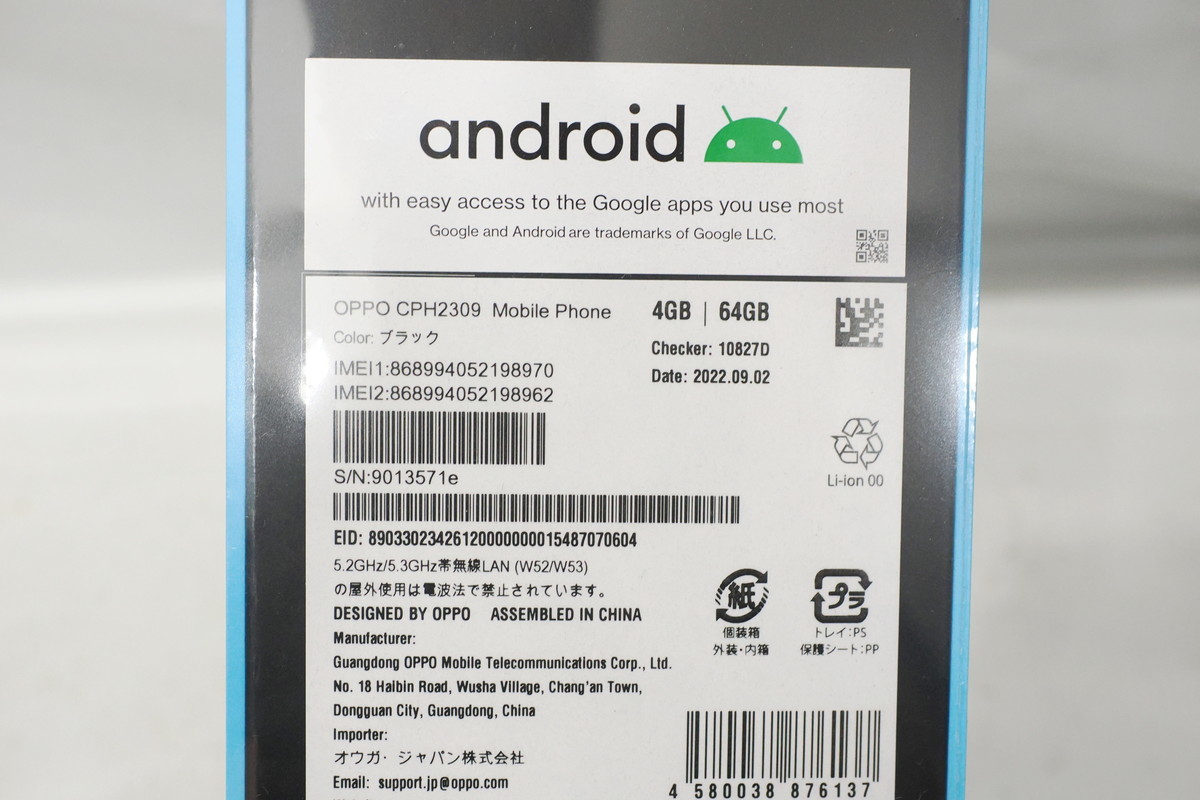 android
with easy access to the Google apps you use most
Google and Android are trademarks of Google LLC.
OPPO CPH2309 Mobile Phone
4GB | 64GB
Color: ブラック
Checker: 10827D
IMEI1:868994052198970
Date: 2022.09.02
IMEI2:868994052198962
S/N:9013571e
Li-ion 00
EID: 89033023426120000000015487070604
5.2GHz/5.3GHz帯無線LAN (W52/W53)
の屋外使用は電波法で禁止されています。
紙
プラ
DESIGNED BY OPPO ASSEMBLED IN CHINA
個装箱
外装・内箱
トレイ:PS
保護シート:PP
Manufacturer:
Guangdong OPPO Mobile Telecommunications Corp., Ltd.
No. 18 Haibin Road, Wusha Village, Chang'an Town,
Dongguan City, Guangdong, China
Importer:
オウガ・ジャパン株式会社
Email: support.jp@oppo.com
4 580038 876137